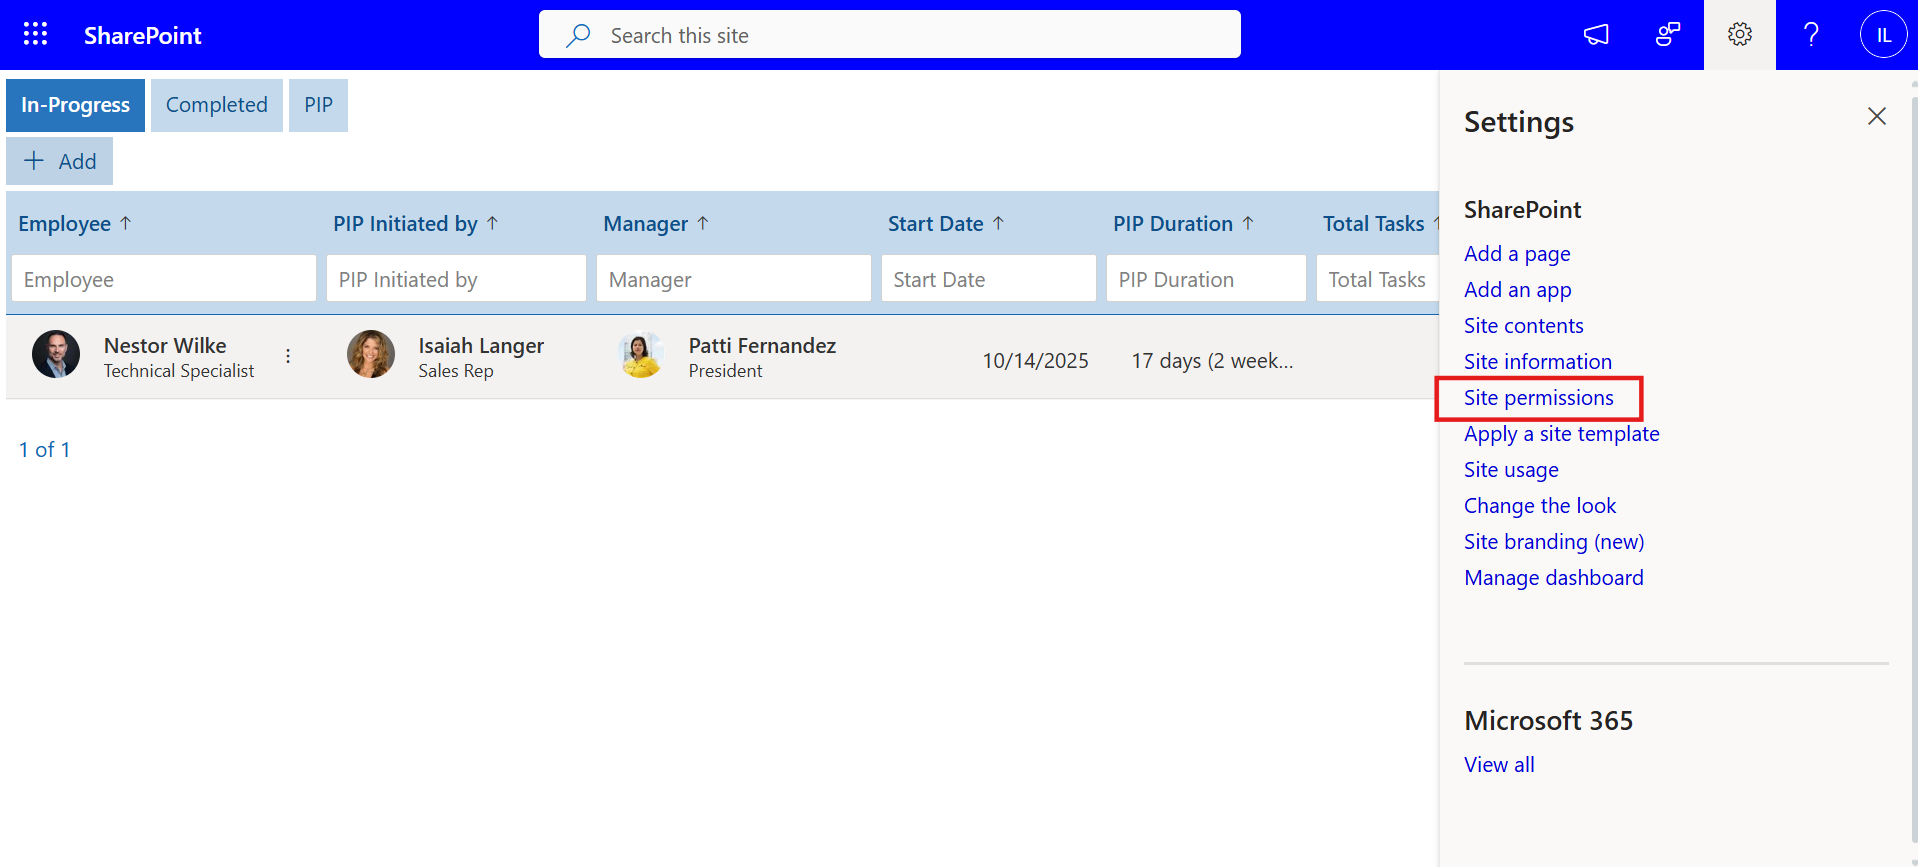 SharePoint
Search this site
IL
In-Progress
Completed
PIP
Add
Employee
PIP Initiated by
Manager
Start Date
PIP Duration
Total Tasks
Employee
PIP Initiated by
Manager
Start Date
PIP Duration
Total Tasks
Nestor Wilke
Technical Specialist
Isaiah Langer
Sales Rep
Patti Fernandez
President
10/14/2025
17 days (2 week...
1 of 1
Settings
SharePoint
Add a page
Add an app
Site contents
Site information
Site permissions
Apply a site template
Site usage
Change the look
Site branding (new)
Manage dashboard
Microsoft 365
View all